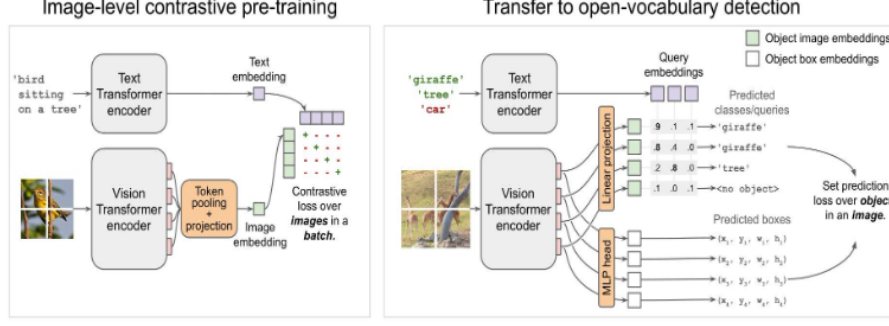 Image-level contrastive pre-training
'bird
sitting
on a tree'
Text
Transformer
encoder
Text
embedding
Vision
Transformer
encoder
Token
pooling
+
projection
Image
embedding
+ - - -
- + - -
- - + -
- - - +
Contrastive
loss over
images in a
batch.
Transfer to open-vocabulary detection
Object image embeddings
Object box embeddings
'giraffe'
'tree'
'car'
Text
Transformer
encoder
Query
embeddings
Predicted
classes/queries
Vision
Transformer
encoder
Linear projection
.9 .1 .1 'giraffe'
.8 .4 .0 'giraffe'
.2 .8 .0 'tree'
.1 .0 .1 <no object>
Set prediction
loss over object
in an image.
Predicted boxes
MLP head
(x₁, y₁, w₁, h₁)
(x₂, y₂, w₂, h₂)
(x₃, y₃, w₃, h₃)
(x₄, y₄, w₄, h₄)